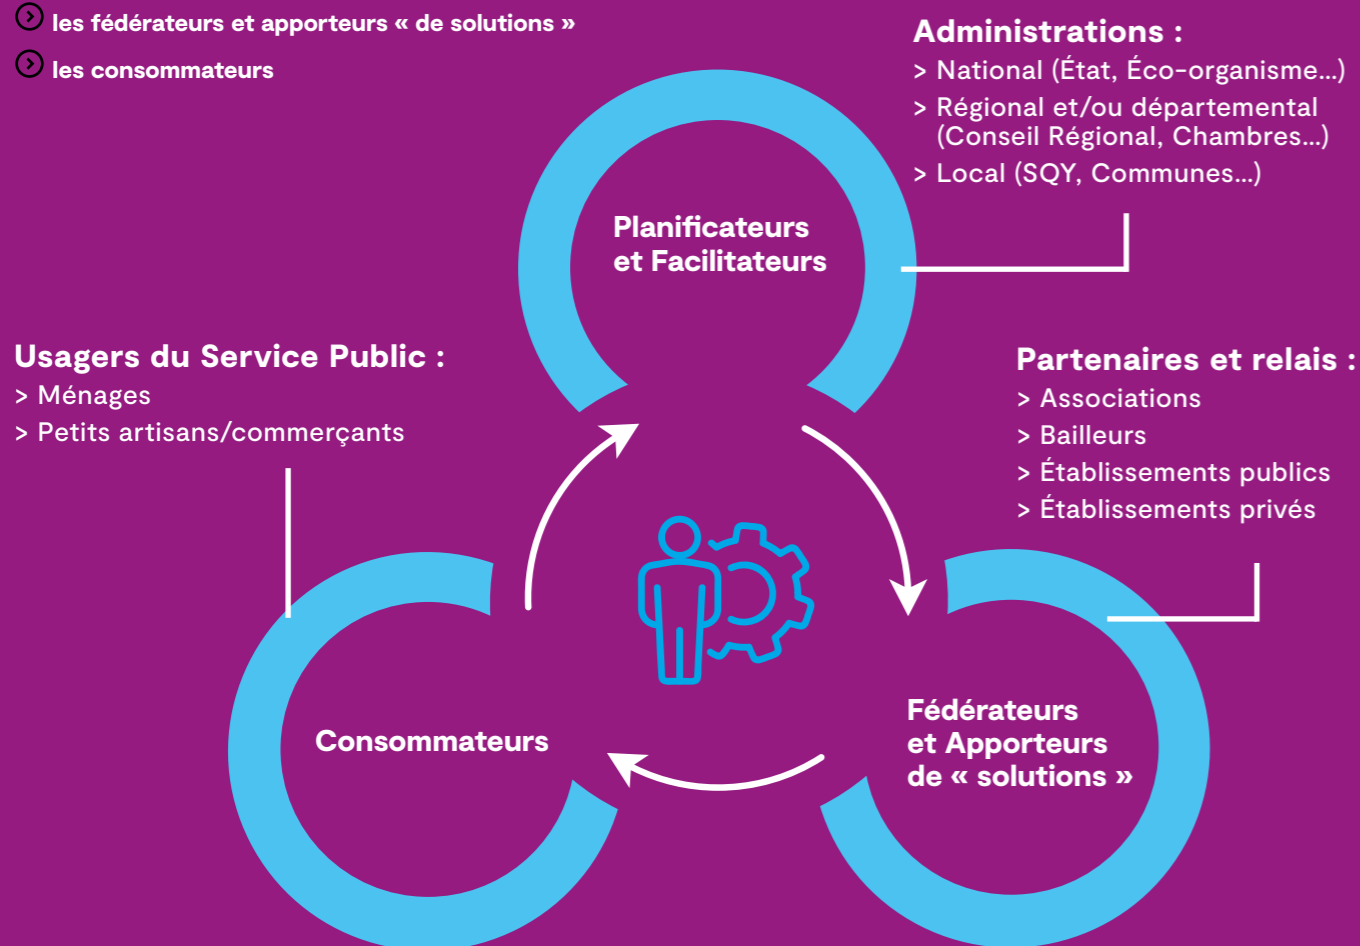 les fédérateurs et apporteurs « de solutions »
les consommateurs
Administrations :
> National (État, Éco-organisme...)
> Régional et/ou départemental
(Conseil Régional, Chambres...)
> Local (SQY, Communes...)
Planificateurs
et Facilitateurs
Usagers du Service Public :
> Ménages
> Petits artisans/commerçants
Partenaires et relais :
> Associations
> Bailleurs
> Établissements publics
> Établissements privés
Consommateurs
Fédérateurs
et Apporteurs
de « solutions »